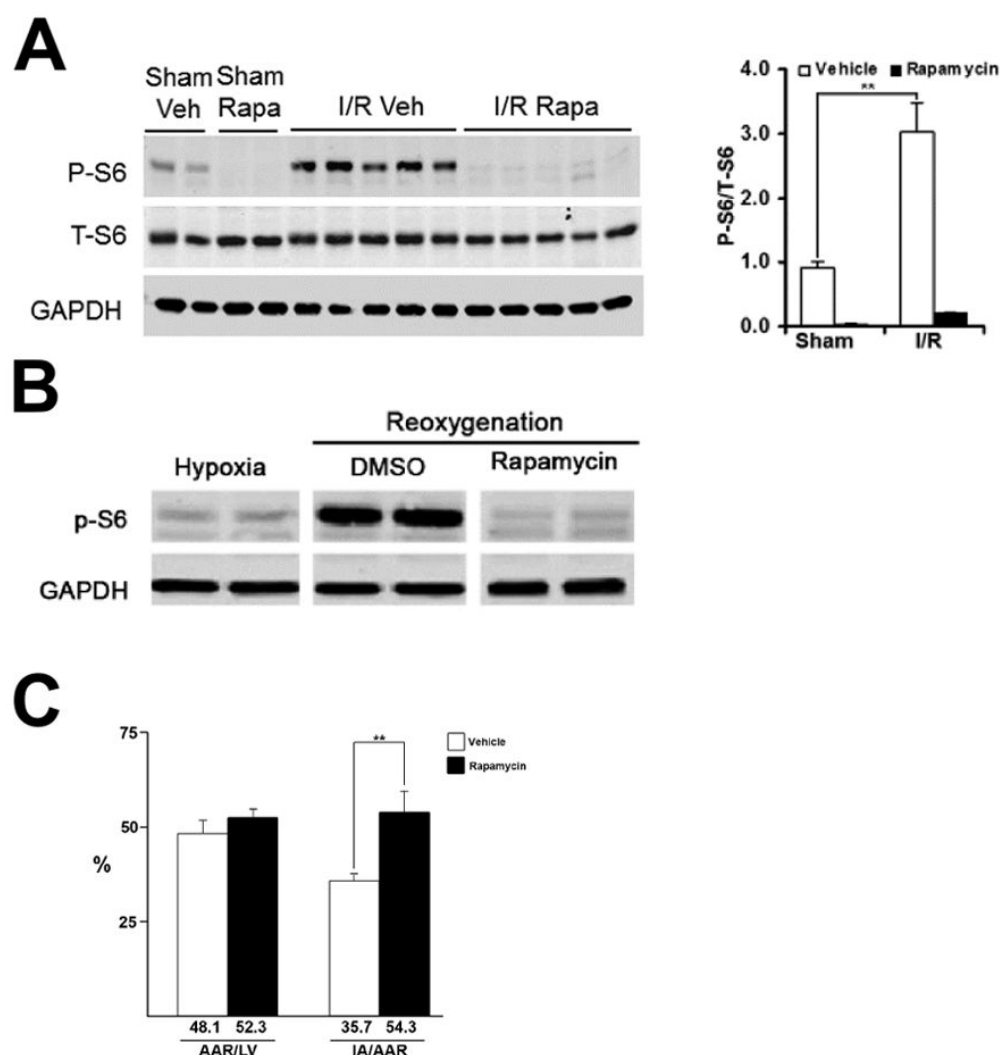 A
Sham Sham
Veh Rapa I/R Veh I/R Rapa
P-S6
T-S6
GAPDH
Vehicle Rapamycin
**
4.0
3.0
2.0
1.0
0.0
P-S6/T-S6
Sham I/R
B
Reoxygenation
Hypoxia DMSO Rapamycin
p-S6
GAPDH
C
75
50
25
%
**
Vehicle
Rapamycin
48.1 52.3 35.7 54.3
AAR/LV IA/AAR